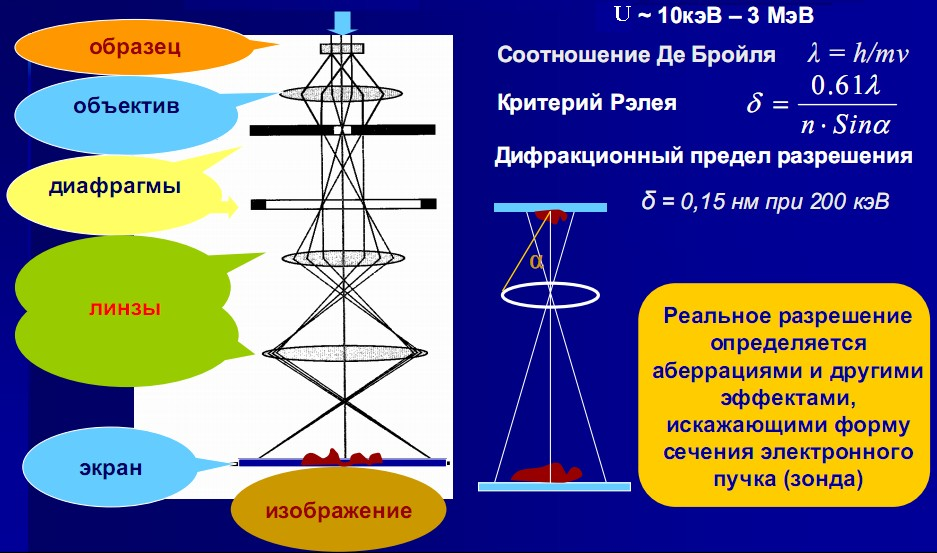 образец
объектив
диафрагмы
линзы
экран
изображение
U ~ 10кэВ – 3 МэВ
Соотношение Де Бройля λ = h/mv
Критерий Рэлея δ = 0.61λ / n · Sinα
Дифракционный предел разрешения
δ = 0,15 нм при 200 кэВ
α
Реальное разрешение
определяется
аберрациями и другими
эффектами,
искажающими форму
сечения электронного
пучка (зонда)